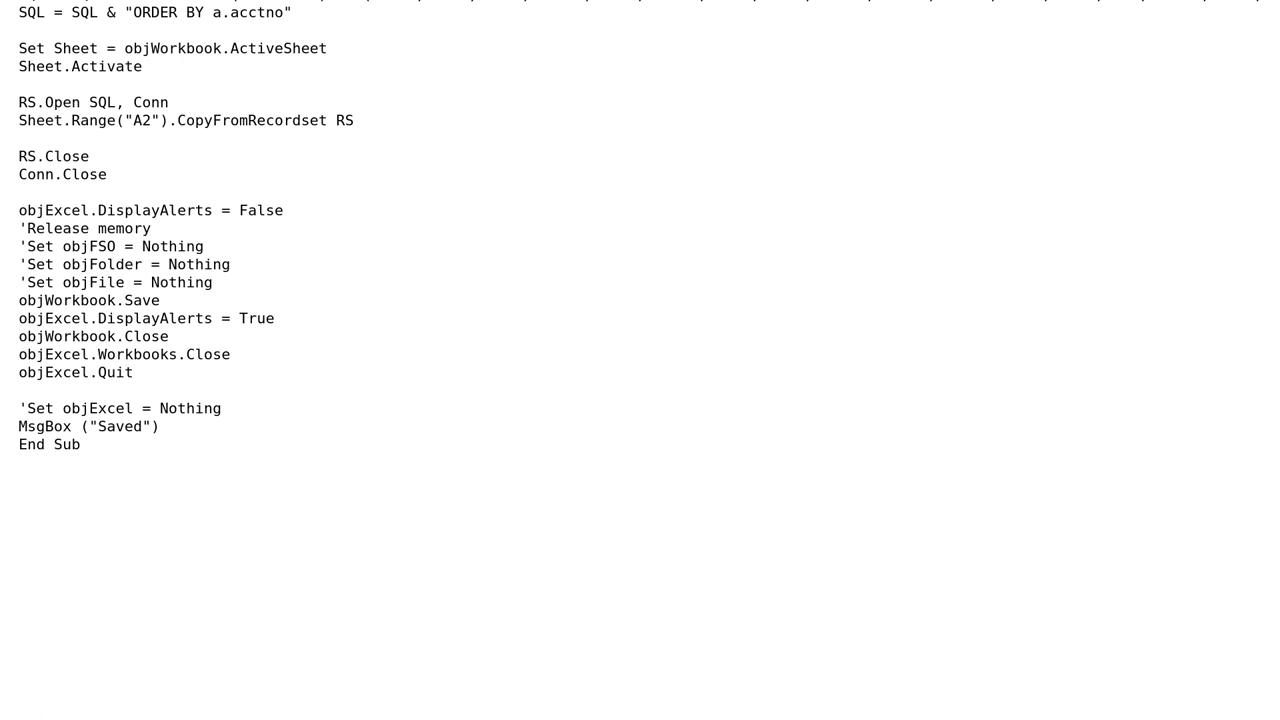 SQL = SQL & "ORDER BY a.acctno"
Set Sheet = objWorkbook.ActiveSheet
Sheet.Activate
RS.Open SQL, Conn
Sheet.Range("A2").CopyFromRecordset RS
RS.Close
Conn.Close
objExcel.DisplayAlerts = False
'Release memory
'Set objFSO = Nothing
'Set objFolder = Nothing
'Set objFile = Nothing
objWorkbook.Save
objExcel.DisplayAlerts = True
objWorkbook.Close
objExcel.Workbooks.Close
objExcel.Quit
'Set objExcel = Nothing
MsgBox ("Saved")
End Sub